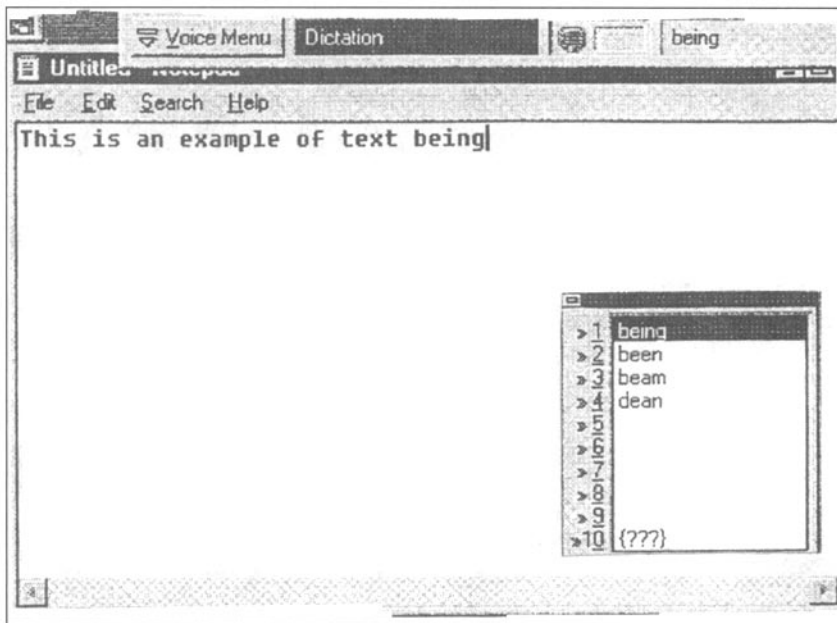 Voice Menu Dictation being
Untitled - Notepad
File Edit Search Help
This is an example of text being
1 being
2 been
3 beam
4 dean
5
6
7
8
9
10 {???}